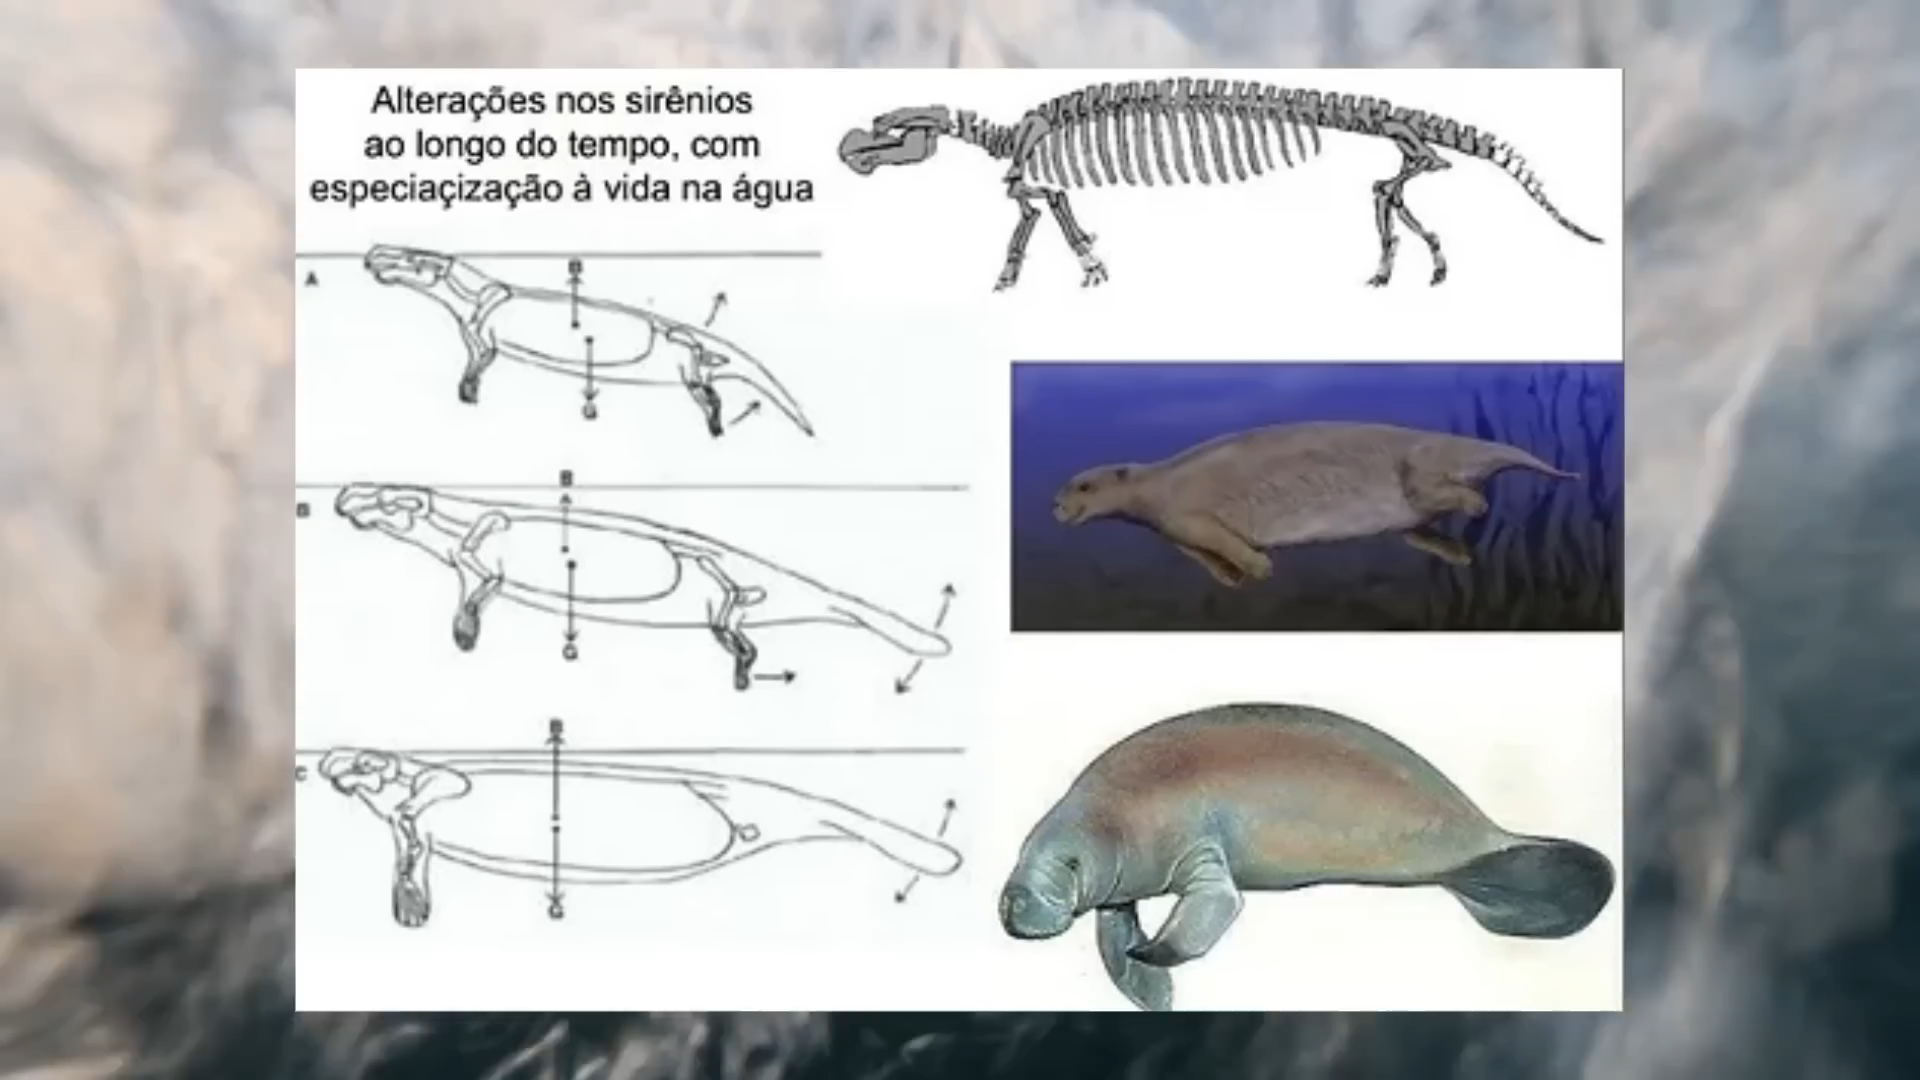 Alterações nos sirênios
ao longo do tempo, com
especiaçização à vida na água
A
B
G
B
B
G
C
B
G